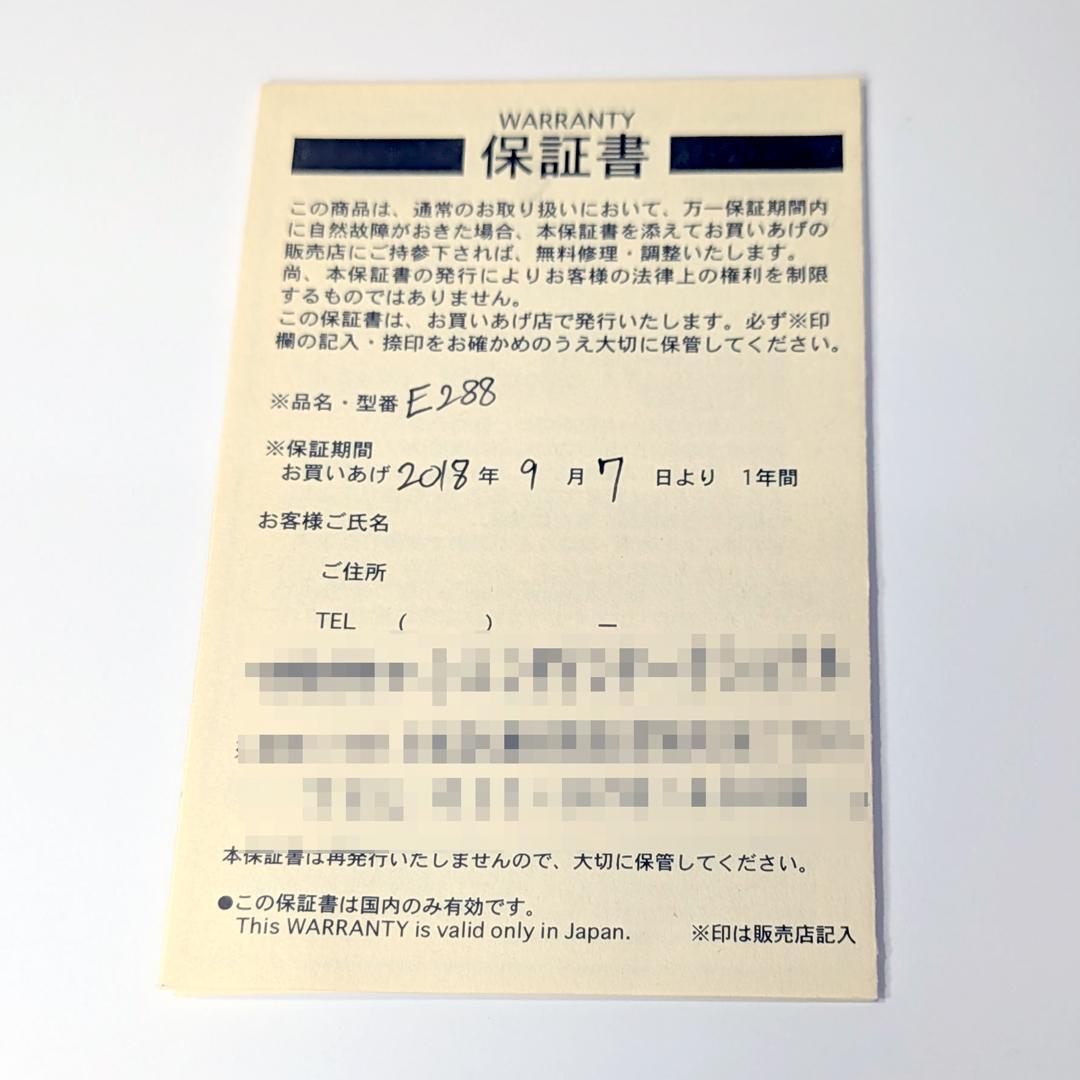 WARRANTY
保証書
この商品は、通常のお取り扱いにおいて、万一保証期間内
に自然故障がおきた場合、本保証書を添えてお買いあげの
販売店にご持参下されば、無料修理・調整いたします。
尚、本保証書の発行によりお客様の法律上の権利を制限
するものではありません。
この保証書は、お買いあげ店で発行いたします。必ず※印
欄の記入・捺印をお確かめのうえ大切に保管してください。
※品名・型番 E288
※保証期間
お買いあげ 2018年 9月 7日より 1年間
お客様ご氏名
ご住所
TEL ( ) ー
本保証書は再発行いたしませんので、大切に保管してください。
●この保証書は国内のみ有効です。
This WARRANTY is valid only in Japan. ※印は販売店記入